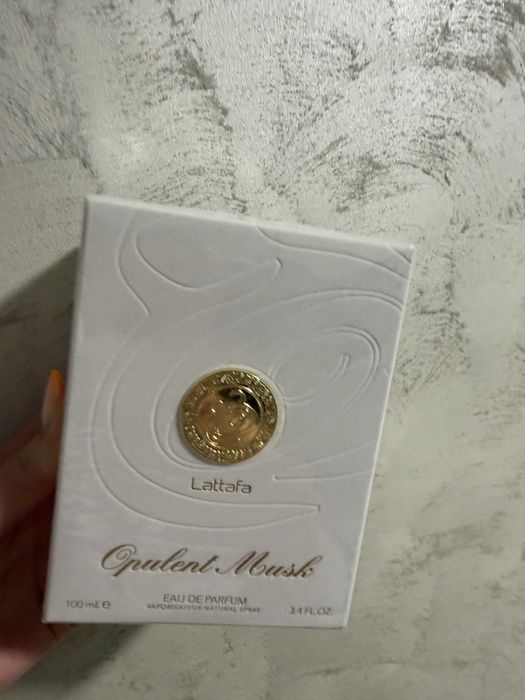 Lattafa
Opulent Musk
EAU DE PARFUM
VAPORISATEUR NATURAL SPRAY
100 mL e 3.4 FL.OZ.